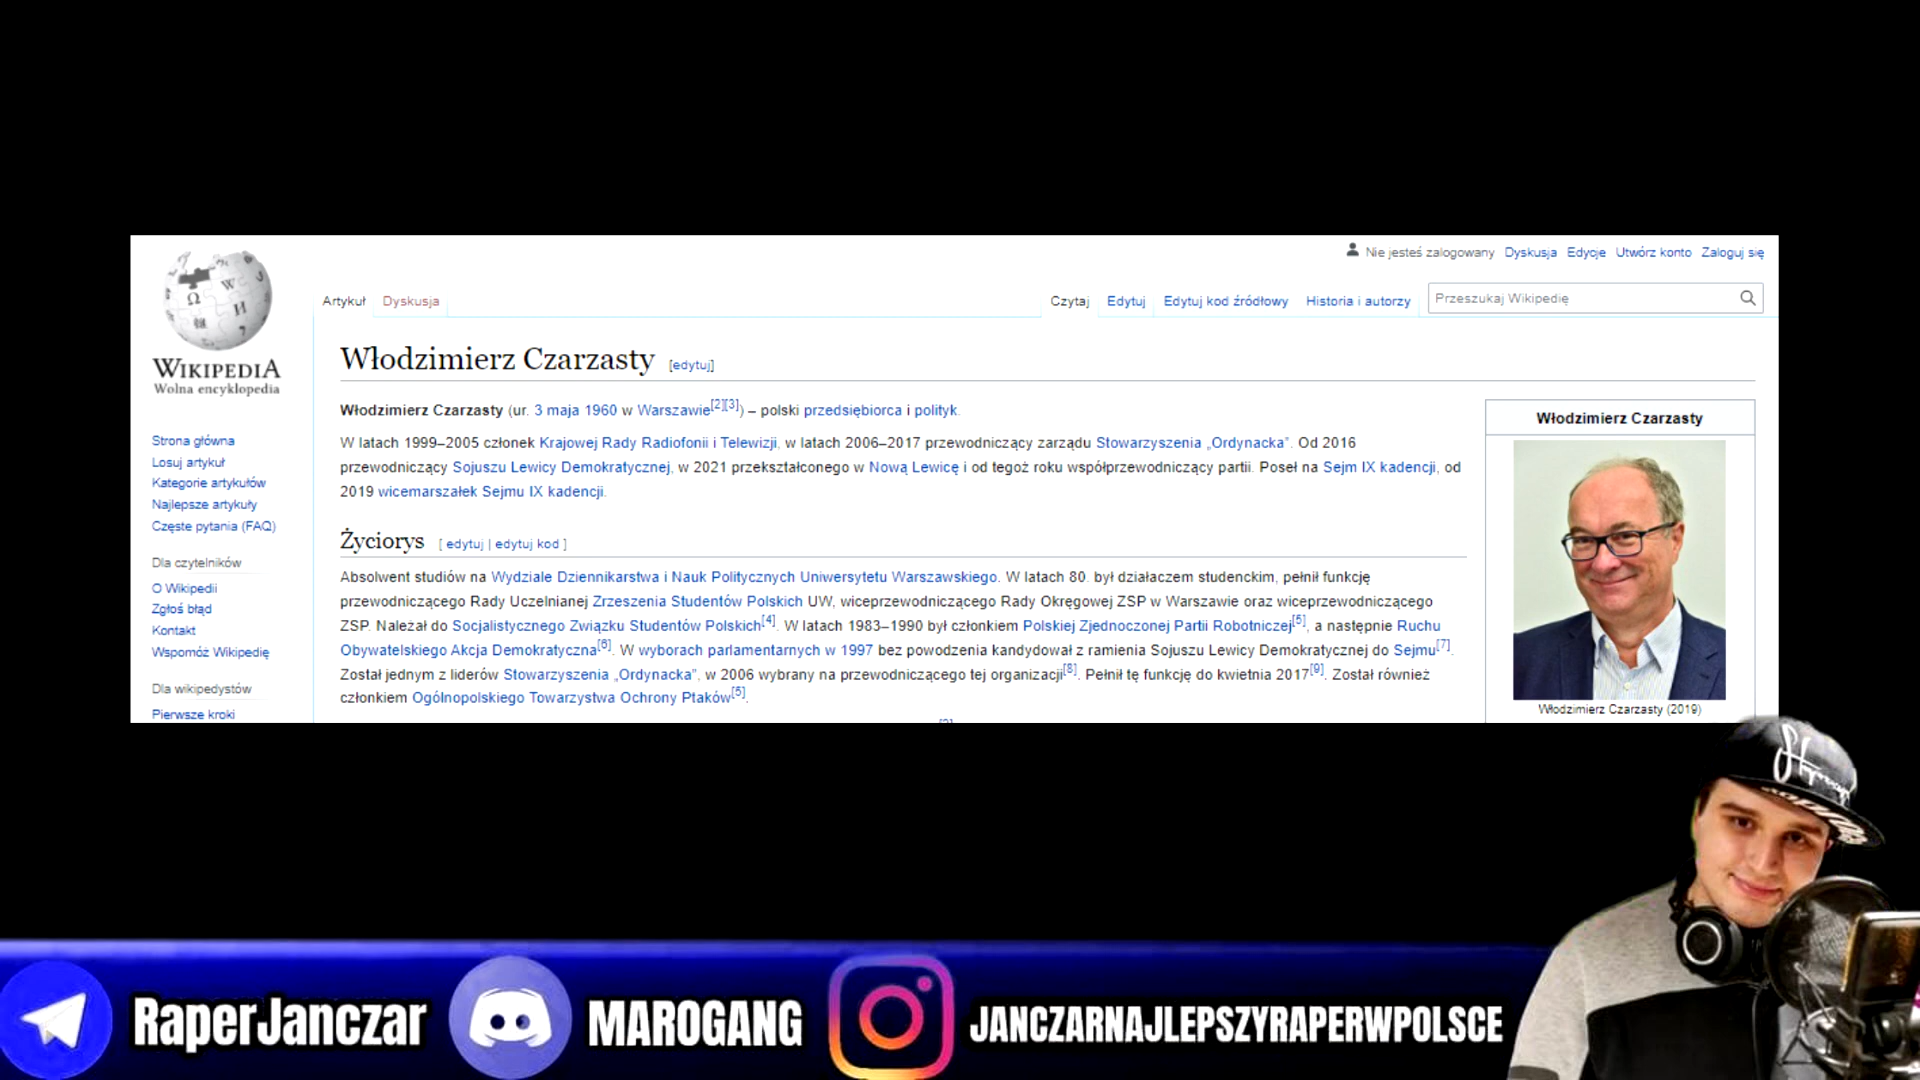 Nie jesteś zalogowany Dyskusja Edycje Utwórz konto Zaloguj się
Artykuł Dyskusja Czytaj Edytuj Edytuj kod źródłowy Historia i autorzy Przeszukaj Wikipedię
WIKIPEDIA
Wolna encyklopedia
Strona główna
Losuj artykuł
Kategorie artykułów
Najlepsze artykuły
Częste pytania (FAQ)
Dla czytelników
O Wikipedii
Zgłoś błąd
Kontakt
Wspomóż Wikipedię
Dla wikipedystów
Pierwsze kroki
Włodzimierz Czarzasty [edytuj]
Włodzimierz Czarzasty (ur. 3 maja 1960 w Warszawie[2][3]) – polski przedsiębiorca i polityk.
W latach 1999–2005 członek Krajowej Rady Radiofonii i Telewizji, w latach 2006–2017 przewodniczący zarządu Stowarzyszenia „Ordynacka”. Od 2016
przewodniczący Sojuszu Lewicy Demokratycznej, w 2021 przekształconego w Nową Lewicę i od tegoż roku współprzewodniczący partii. Poseł na Sejm IX kadencji, od
2019 wicemarszałek Sejmu IX kadencji.
Życiorys [ edytuj | edytuj kod ]
Absolwent studiów na Wydziale Dziennikarstwa i Nauk Politycznych Uniwersytetu Warszawskiego. W latach 80. był działaczem studenckim, pełnił funkcję
przewodniczącego Rady Uczelnianej Zrzeszenia Studentów Polskich UW, wiceprzewodniczącego Rady Okręgowej ZSP w Warszawie oraz wiceprzewodniczącego
ZSP. Należał do Socjalistycznego Związku Studentów Polskich[4]. W latach 1983–1990 był członkiem Polskiej Zjednoczonej Partii Robotniczej[5], a następnie Ruchu
Obywatelskiego Akcja Demokratyczna[6]. W wyborach parlamentarnych w 1997 bez powodzenia kandydował z ramienia Sojuszu Lewicy Demokratycznej do Sejmu[7].
Został jednym z liderów Stowarzyszenia „Ordynacka”, w 2006 wybrany na przewodniczącego tej organizacji[8]. Pełnił tę funkcję do kwietnia 2017[9]. Został również
członkiem Ogólnopolskiego Towarzystwa Ochrony Ptaków[5].
Włodzimierz Czarzasty
Włodzimierz Czarzasty (2019)
RaperJanczar
MAROGANG
JANCZARNAJLEPSZYRAPERWPOLSCE